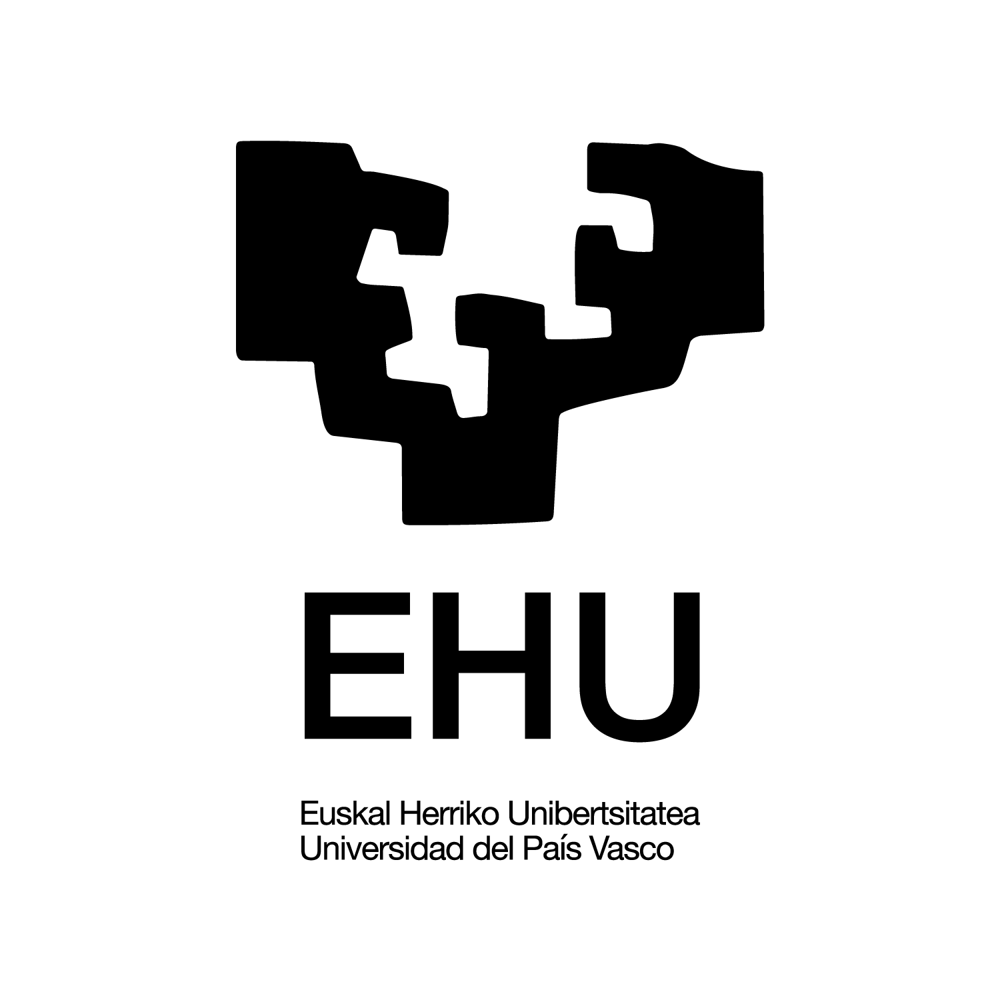 EHU
Euskal Herriko Unibertsitatea
Universidad del País Vasco